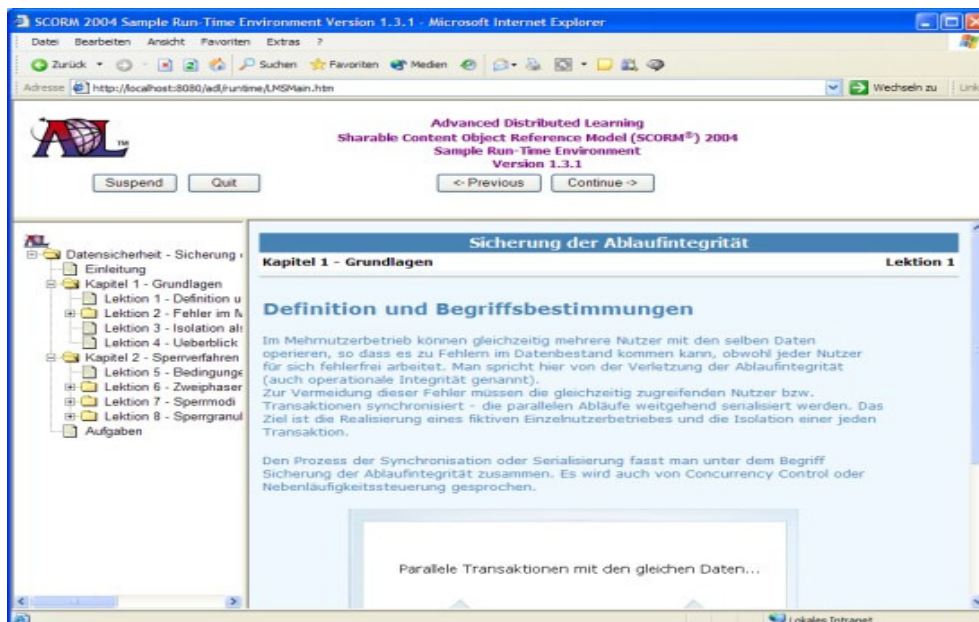 SCORM 2004 Sample Run-Time Environment Version 1.3.1 - Microsoft Internet Explorer
Datei Bearbeiten Ansicht Favoriten Extras ?
Zurück Suchen Favoriten Medien
Adresse http://localhost:8080/adl/runtime/LMSMain.htm Wechseln zu Link
ADL TM
Advanced Distributed Learning
Sharable Content Object Reference Model (SCORM®) 2004
Sample Run-Time Environment
Version 1.3.1
Suspend Quit <- Previous Continue ->
ADL
Datensicherheit - Sicherung
Einleitung
Kapitel 1 - Grundlagen
Lektion 1 - Definition u
Lektion 2 - Fehler im M
Lektion 3 - Isolation als
Lektion 4 - Ueberblick
Kapitel 2 - Sperrverfahren
Lektion 5 - Bedingunge
Lektion 6 - Zweiphaser
Lektion 7 - Sperrmodi
Lektion 8 - Sperrgranul
Aufgaben
Sicherung der Ablaufintegrität
Kapitel 1 - Grundlagen Lektion 1
Definition und Begriffsbestimmungen
Im Mehrnutzerbetrieb können gleichzeitig mehrere Nutzer mit den selben Daten
operieren, so dass es zu Fehlern im Datenbestand kommen kann, obwohl jeder Nutzer
für sich fehlerfrei arbeitet. Man spricht hier von der Verletzung der Ablaufintegrität
(auch operationale Integrität genannt).
Zur Vermeidung dieser Fehler müssen die gleichzeitig zugreifenden Nutzer bzw.
Transaktionen synchronisiert - die parallelen Abläufe weitgehend serialisiert werden. Das
Ziel ist die Realisierung eines fiktiven Einzelnutzerbetriebes und die Isolation einer jeden
Transaktion.
Den Prozess der Synchronisation oder Serialisierung fasst man unter dem Begriff
Sicherung der Ablaufintegrität zusammen. Es wird auch von Concurrency Control oder
Nebenläufigkeitssteuerung gesprochen.
Parallele Transaktionen mit den gleichen Daten...
Lokales Intranet